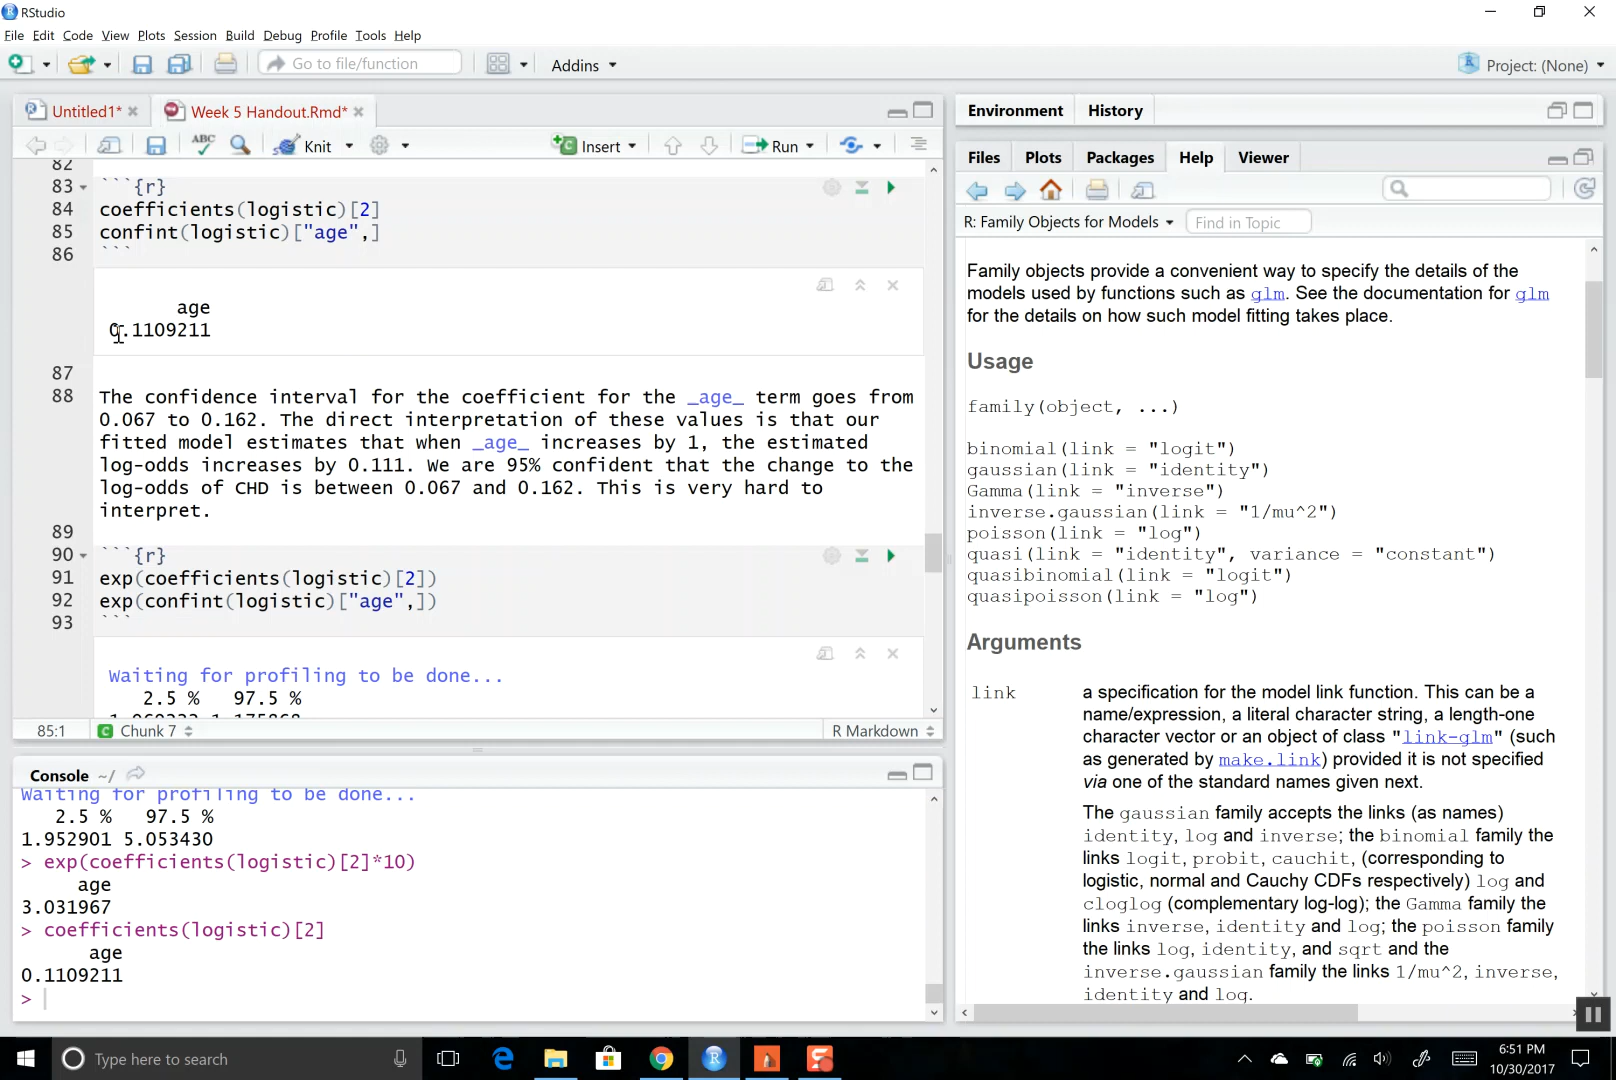 RStudio
File Edit Code View Plots Session Build Debug Profile Tools Help
Go to file/function
Addins
Project: (None)
Untitled1*
Week 5 Handout.Rmd*
ABC
Knit
Insert
Run
82
83 ```{r}
84 coefficients(logistic)[2]
85 confint(logistic)["age",]
86 ```
age
0.1109211
87
88 The confidence interval for the coefficient for the _age_ term goes from
0.067 to 0.162. The direct interpretation of these values is that our
fitted model estimates that when _age_ increases by 1, the estimated
log-odds increases by 0.111. We are 95% confident that the change to the
log-odds of CHD is between 0.067 and 0.162. This is very hard to
interpret.
89
90 ```{r}
91 exp(coefficients(logistic)[2])
92 exp(confint(logistic)["age",])
93 ```
Waiting for profiling to be done...
2.5 % 97.5 %
85:1
Chunk 7
R Markdown
Console ~/
Waiting for profiling to be done...
2.5 % 97.5 %
1.952901 5.053430
> exp(coefficients(logistic)[2]*10)
age
3.031967
> coefficients(logistic)[2]
age
0.1109211
>
Environment History
Files Plots Packages Help Viewer
R: Family Objects for Models
Find in Topic
Family objects provide a convenient way to specify the details of the
models used by functions such as glm. See the documentation for glm
for the details on how such model fitting takes place.
Usage
family(object, ...)
binomial(link = "logit")
gaussian(link = "identity")
Gamma(link = "inverse")
inverse.gaussian(link = "1/mu^2")
poisson(link = "log")
quasi(link = "identity", variance = "constant")
quasibinomial(link = "logit")
quasipoisson(link = "log")
Arguments
link a specification for the model link function. This can be a
name/expression, a literal character string, a length-one
character vector or an object of class "link-glm" (such
as generated by make.link) provided it is not specified
via one of the standard names given next.
The gaussian family accepts the links (as names)
identity, log and inverse; the binomial family the
links logit, probit, cauchit, (corresponding to
logistic, normal and Cauchy CDFs respectively) log and
cloglog (complementary log-log); the Gamma family the
links inverse, identity and log; the poisson family
the links log, identity, and sqrt and the
inverse.gaussian family the links 1/mu^2, inverse,
identity and log.
Type here to search
6:51 PM
10/30/2017